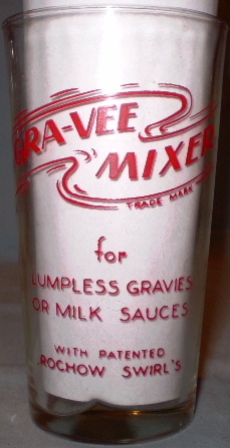 GRA-VEE
MIXER
TRADE MARK
for
LUMPLESS GRAVIES
OR MILK SAUCES
WITH PATENTED
ROCHOW SWIRL'S